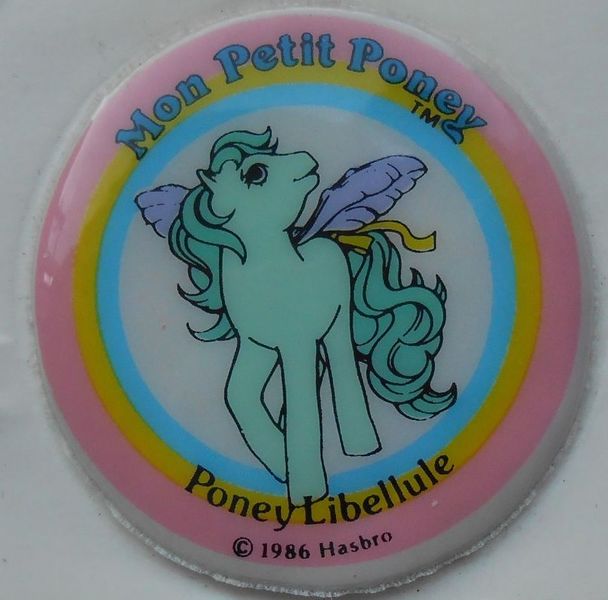 Mon Petit Poney
TM
Poney Libellule
© 1986 Hasbro